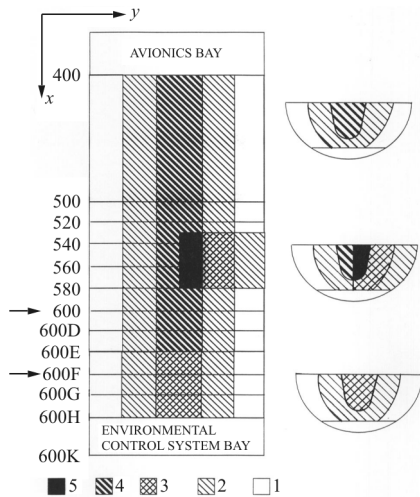 y
x
AVIONICS BAY
400
500
520
540
560
580
600
600D
600E
600F
600G
600H
ENVIRONMENTAL
CONTROL SYSTEM BAY
600K
5 4 3 2 1